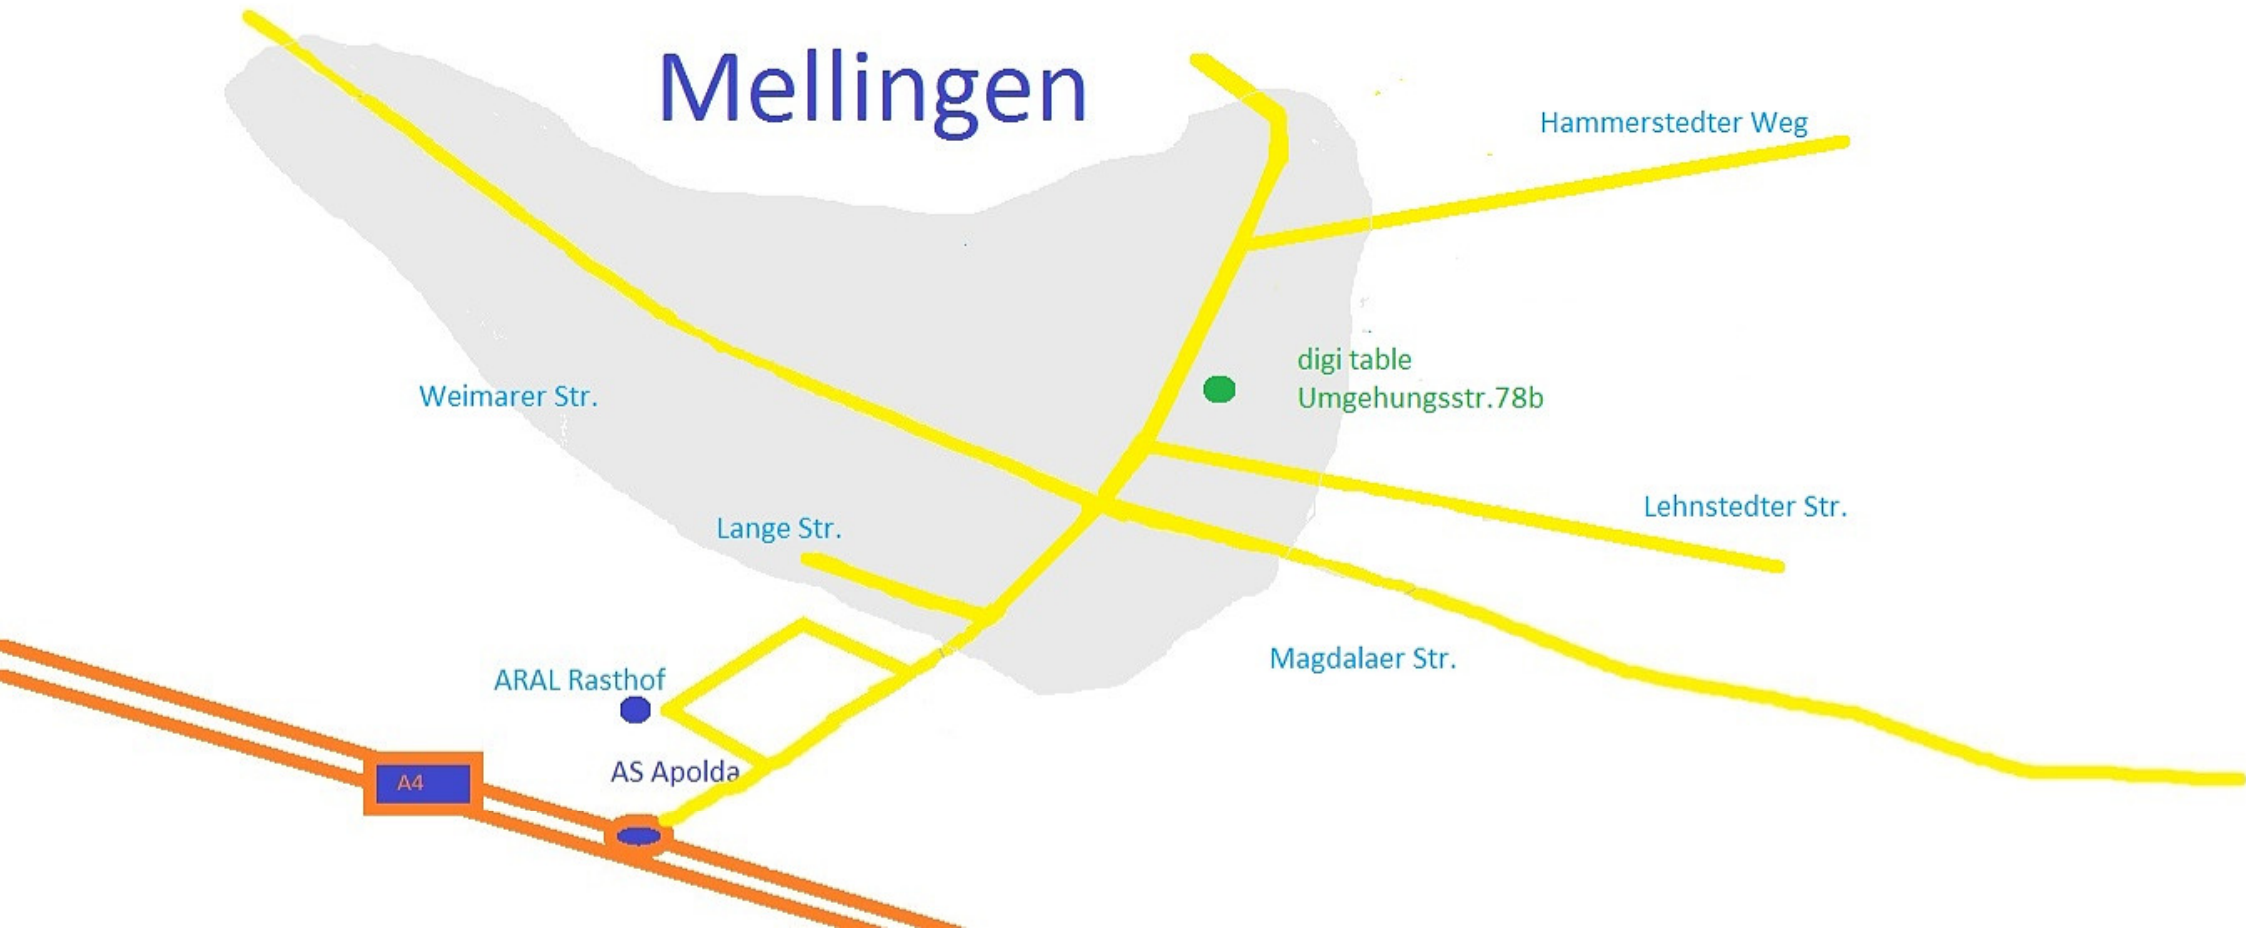 Mellingen
Hammerstedter Weg
digi table
Umgehungsstr.78b
Weimarer Str.
Lehnstedter Str.
Lange Str.
Magdalaer Str.
ARAL Rasthof
AS Apolda
A4